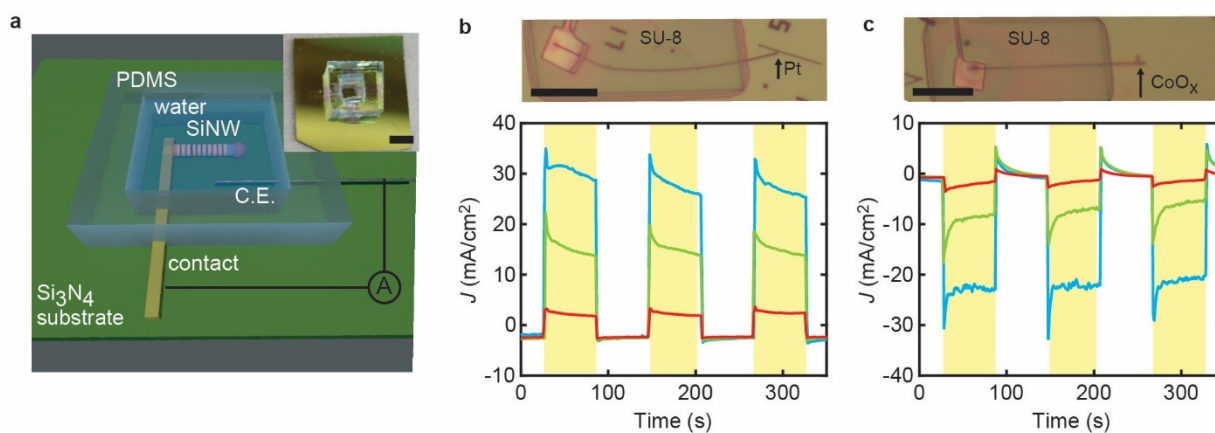 a
PDMS
water
SiNW
C.E.
contact
A
Si₃N₄
substrate
b
SU-8
Pt
J (mA/cm²)
40
30
20
10
0
-10
0
100
200
300
Time (s)
c
SU-8
CoOₓ
J (mA/cm²)
10
0
-10
-20
-30
-40
0
100
200
300
Time (s)